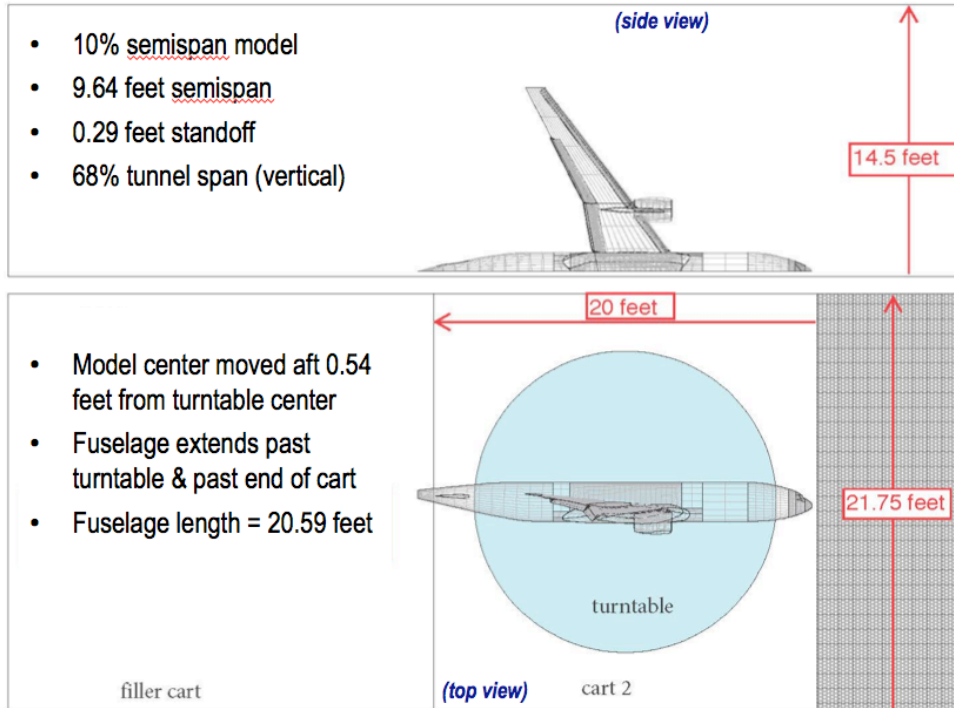 (side view)
• 10% semispan model
• 9.64 feet semispan
• 0.29 feet standoff
• 68% tunnel span (vertical)
14.5 feet
20 feet
• Model center moved aft 0.54
feet from turntable center
• Fuselage extends past
turntable & past end of cart
• Fuselage length = 20.59 feet
21.75 feet
turntable
filler cart
(top view)
cart 2